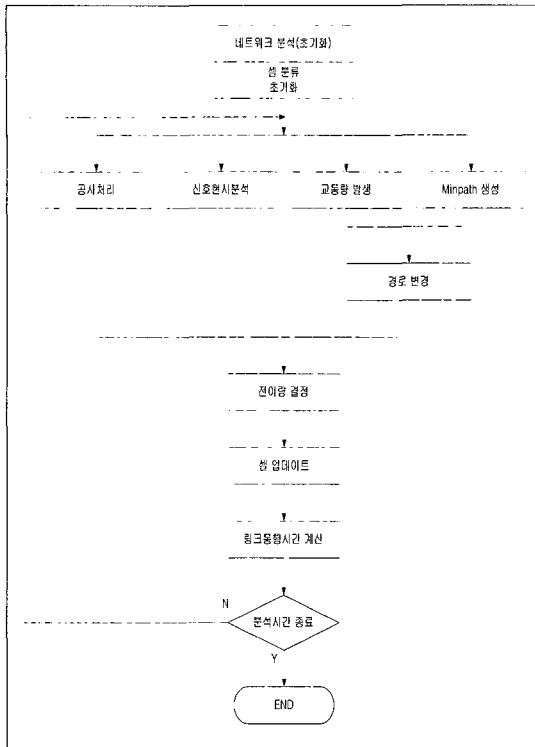 네트워크 분석(초기화)
셀 분류
초기화
공사처리
신호현시분석
교통량 발생
Minpath 생성
경로 변경
전이량 결정
셀 업데이트
링크통행시간 계산
N
분석시간 종료
Y
END